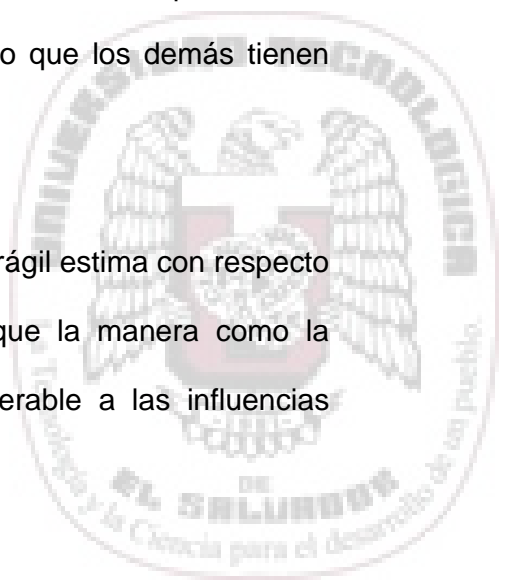 o que los demás tienen
rágil estima con respecto
que la manera como la
erable a las influencias
UNIVERSIDAD TECNOLOGICA
DE
EL SALVADOR
La Tecnología y la Ciencia para el desarrollo de un pueblo.